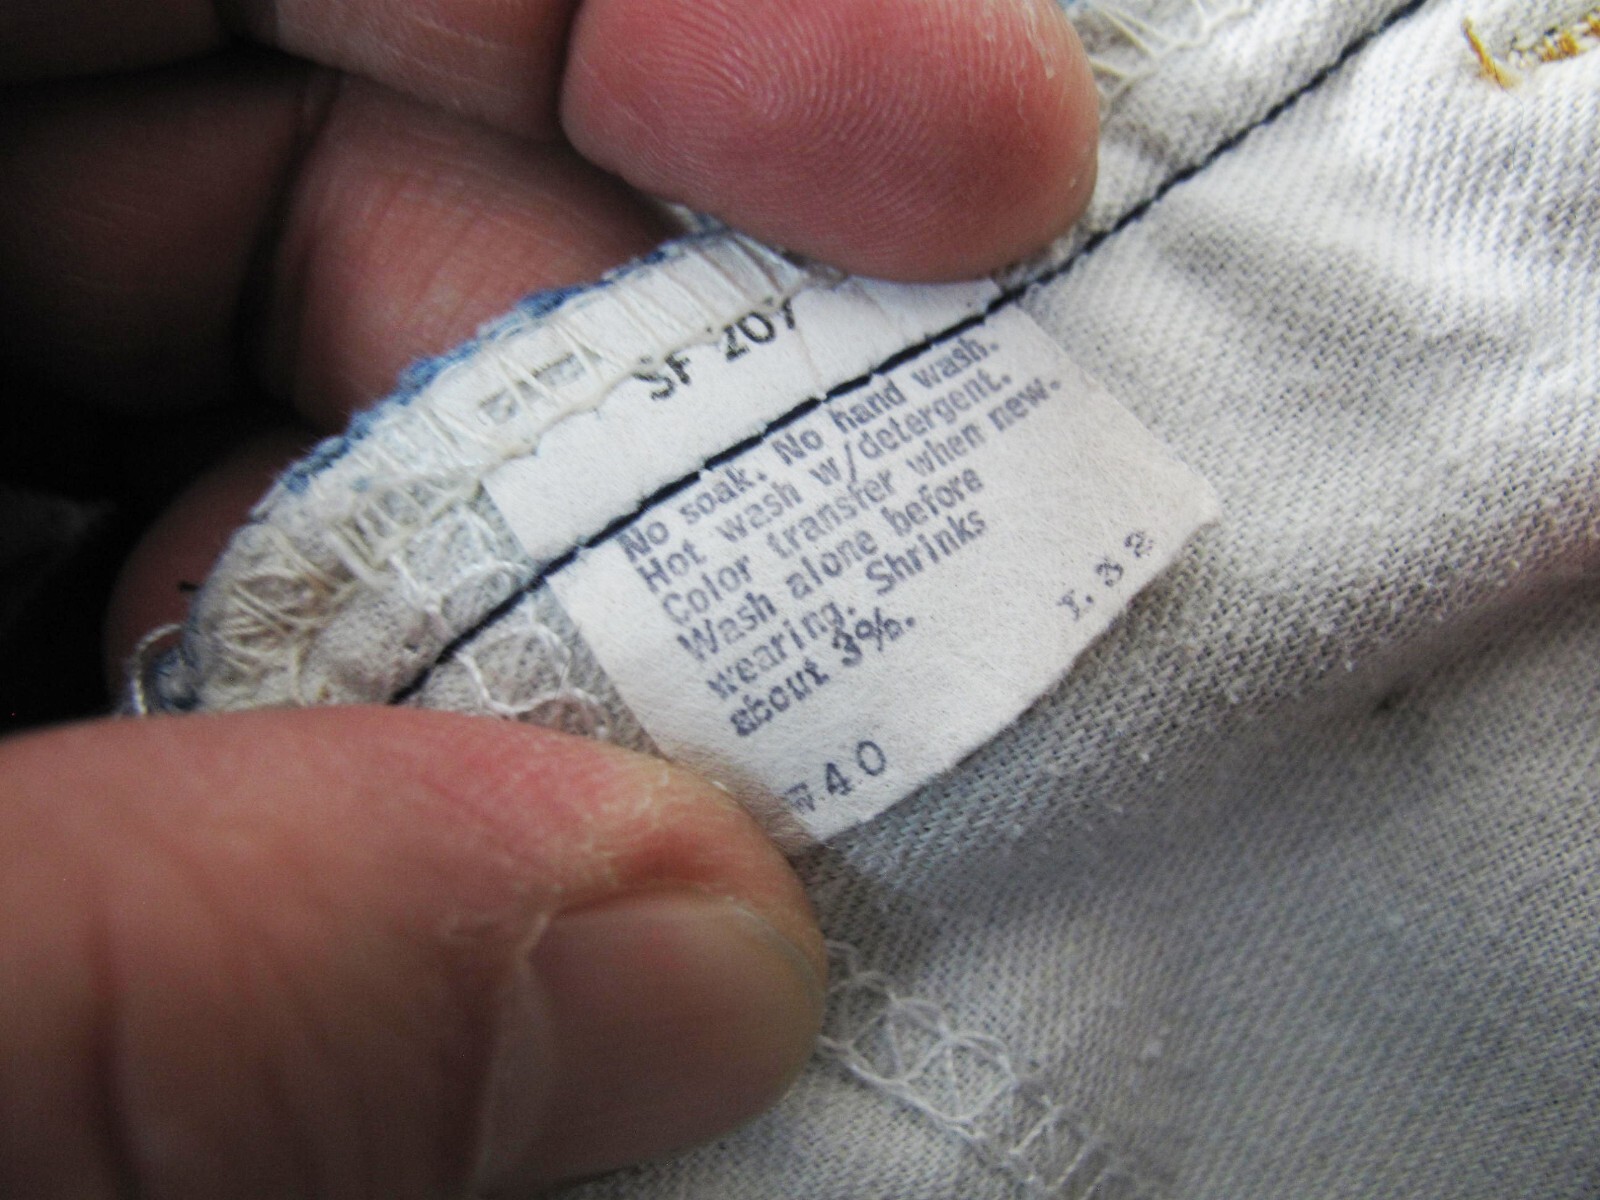 SF 207
No soak. No hand wash.
Hot wash w/detergent.
Color transfer when new.
Wash alone before
wearing. Shrinks
about 3%.
W40